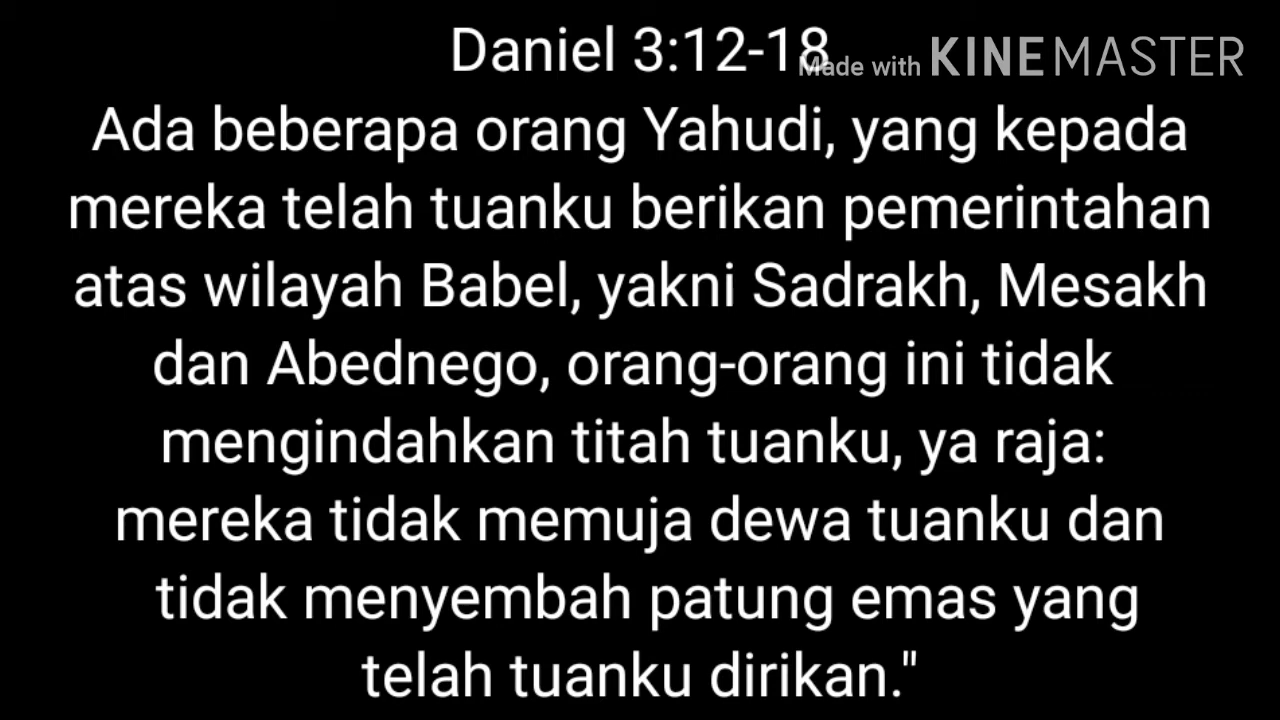 Daniel 3:12-18
Made with KINEMASTER
Ada beberapa orang Yahudi, yang kepada
mereka telah tuanku berikan pemerintahan
atas wilayah Babel, yakni Sadrakh, Mesakh
dan Abednego, orang-orang ini tidak
mengindahkan titah tuanku, ya raja:
mereka tidak memuja dewa tuanku dan
tidak menyembah patung emas yang
telah tuanku dirikan."